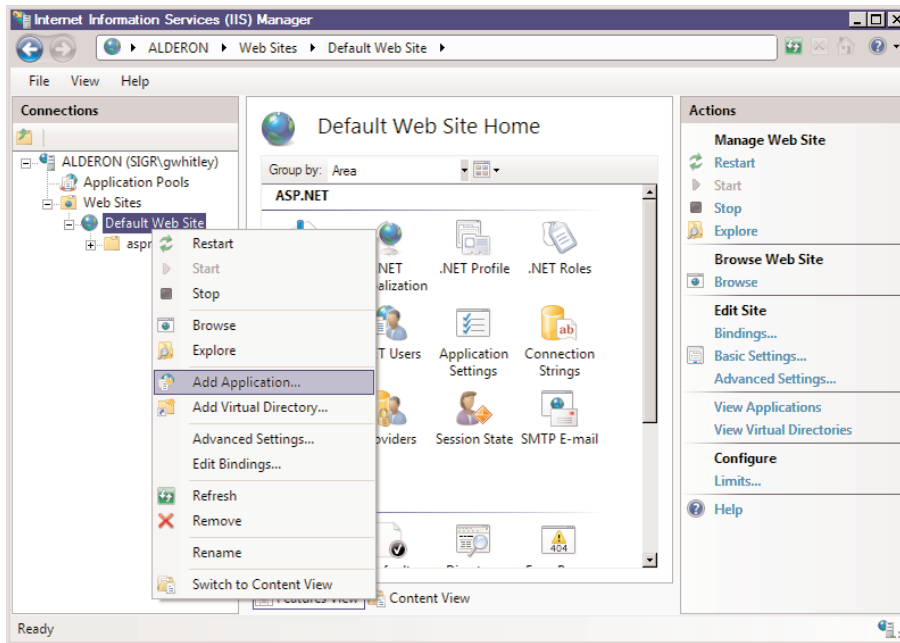 Internet Information Services (IIS) Manager
ALDERON Web Sites Default Web Site
File View Help
Connections
ALDERON (SIGR\gwhitley)
Application Pools
Web Sites
Default Web Site
Restart
Start
Stop
Browse
Explore
Add Application...
Add Virtual Directory...
Advanced Settings...
Edit Bindings...
Refresh
Remove
Rename
Switch to Content View
Default Web Site Home
Group by: Area
ASP.NET
.NET Profile .NET Roles
Users Application Settings Connection Strings
Session State SMTP E-mail
ab
404
Content View
Actions
Manage Web Site
Restart
Start
Stop
Explore
Browse Web Site
Browse
Edit Site
Bindings...
Basic Settings...
Advanced Settings...
View Applications
View Virtual Directories
Configure
Limits...
Help
Ready